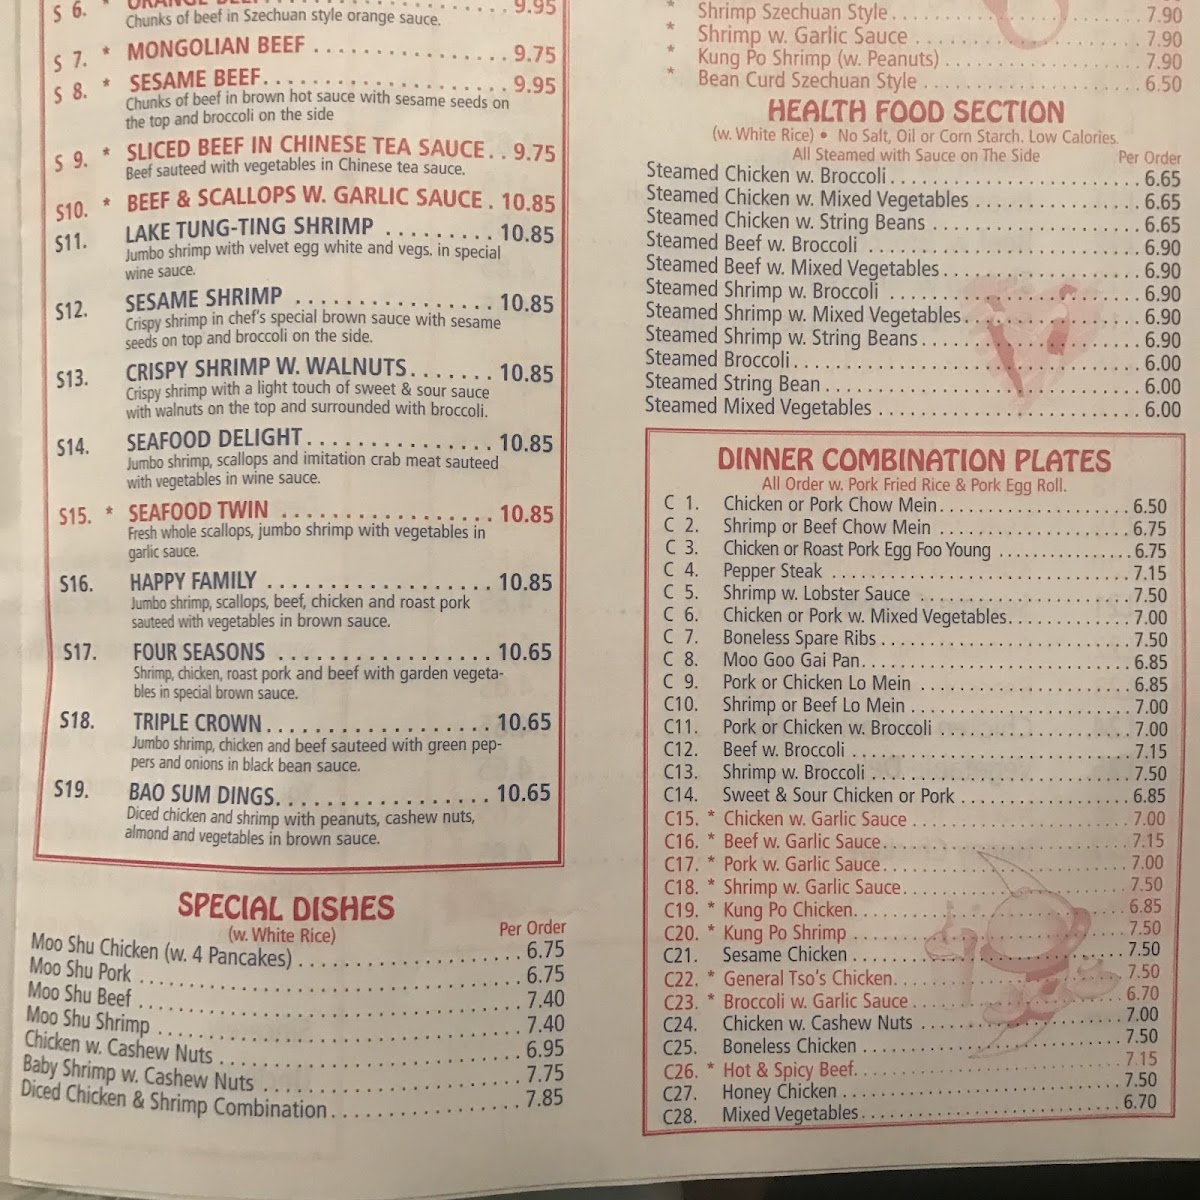 S 6. * ORANGE BEEF . . . . . . . . . . . . . . . . . . . . 9.95
Chunks of beef in Szechuan style orange sauce.
S 7. * MONGOLIAN BEEF . . . . . . . . . . . . . . . . 9.75
S 8. * SESAME BEEF. . . . . . . . . . . . . . . . . . . . . 9.95
Chunks of beef in brown hot sauce with sesame seeds on
the top and broccoli on the side
S 9. * SLICED BEEF IN CHINESE TEA SAUCE. . 9.75
Beef sauteed with vegetables in Chinese tea sauce.
S10. * BEEF & SCALLOPS W. GARLIC SAUCE . 10.85
S11. LAKE TUNG-TING SHRIMP . . . . . . . . . 10.85
Jumbo shrimp with velvet egg white and vegs. in special
wine sauce.
S12. SESAME SHRIMP . . . . . . . . . . . . . . . . 10.85
Crispy shrimp in chef's special brown sauce with sesame
seeds on top and broccoli on the side.
S13. CRISPY SHRIMP W. WALNUTS. . . . . . . 10.85
Crispy shrimp with a light touch of sweet & sour sauce
with walnuts on the top and surrounded with broccoli.
S14. SEAFOOD DELIGHT. . . . . . . . . . . . . . . 10.85
Jumbo shrimp, scallops and imitation crab meat sauteed
with vegetables in wine sauce.
S15. * SEAFOOD TWIN . . . . . . . . . . . . . . . . . 10.85
Fresh whole scallops, jumbo shrimp with vegetables in
garlic sauce.
S16. HAPPY FAMILY . . . . . . . . . . . . . . . . . . 10.85
Jumbo shrimp, scallops, beef, chicken and roast pork
sauteed with vegetables in brown sauce.
S17. FOUR SEASONS . . . . . . . . . . . . . . . . . 10.65
Shrimp, chicken, roast pork and beef with garden vegeta-
bles in special brown sauce.
S18. TRIPLE CROWN. . . . . . . . . . . . . . . . . . 10.65
Jumbo shrimp, chicken and beef sauteed with green pep-
pers and onions in black bean sauce.
S19. BAO SUM DINGS. . . . . . . . . . . . . . . . . 10.65
Diced chicken and shrimp with peanuts, cashew nuts,
almond and vegetables in brown sauce.
SPECIAL DISHES
(w. White Rice) Per Order
Moo Shu Chicken (w. 4 Pancakes) . . . . . . . . . . . . . . . . . 6.75
Moo Shu Pork . . . . . . . . . . . . . . . . . . . . . . . . . . . . . 6.75
Moo Shu Beef . . . . . . . . . . . . . . . . . . . . . . . . . . . . . 7.40
Moo Shu Shrimp . . . . . . . . . . . . . . . . . . . . . . . . . . . 7.40
Chicken w. Cashew Nuts . . . . . . . . . . . . . . . . . . . . . . 6.95
Baby Shrimp w. Cashew Nuts . . . . . . . . . . . . . . . . . . . 7.75
Diced Chicken & Shrimp Combination. . . . . . . . . . . . . . 7.85
* Shrimp Szechuan Style . . . . . . . . . . . . . . . . . . . 7.90
* Shrimp w. Garlic Sauce . . . . . . . . . . . . . . . . . . 7.90
* Kung Po Shrimp (w. Peanuts) . . . . . . . . . . . . . . 7.90
* Bean Curd Szechuan Style . . . . . . . . . . . . . . . . 6.50
HEALTH FOOD SECTION
(w. White Rice) • No Salt, Oil or Corn Starch. Low Calories.
All Steamed with Sauce on The Side Per Order
Steamed Chicken w. Broccoli. . . . . . . . . . . . . . . . . . . . . 6.65
Steamed Chicken w. Mixed Vegetables . . . . . . . . . . . . . 6.65
Steamed Chicken w. String Beans . . . . . . . . . . . . . . . . . 6.65
Steamed Beef w. Broccoli . . . . . . . . . . . . . . . . . . . . . . . 6.90
Steamed Beef w. Mixed Vegetables . . . . . . . . . . . . . . . . 6.90
Steamed Shrimp w. Broccoli . . . . . . . . . . . . . . . . . . . . . 6.90
Steamed Shrimp w. Mixed Vegetables. . . . . . . . . . . . . . 6.90
Steamed Shrimp w. String Beans. . . . . . . . . . . . . . . . . . 6.90
Steamed Broccoli . . . . . . . . . . . . . . . . . . . . . . . . . . . . . 6.00
Steamed String Bean . . . . . . . . . . . . . . . . . . . . . . . . . . 6.00
Steamed Mixed Vegetables . . . . . . . . . . . . . . . . . . . . . . 6.00
DINNER COMBINATION PLATES
All Order w. Pork Fried Rice & Pork Egg Roll.
C 1. Chicken or Pork Chow Mein. . . . . . . . . . . . . . . . . . . 6.50
C 2. Shrimp or Beef Chow Mein . . . . . . . . . . . . . . . . . . . 6.75
C 3. Chicken or Roast Pork Egg Foo Young . . . . . . . . . . . . 6.75
C 4. Pepper Steak . . . . . . . . . . . . . . . . . . . . . . . . . . . . 7.15
C 5. Shrimp w. Lobster Sauce . . . . . . . . . . . . . . . . . . . . 7.50
C 6. Chicken or Pork w. Mixed Vegetables. . . . . . . . . . . . 7.00
C 7. Boneless Spare Ribs . . . . . . . . . . . . . . . . . . . . . . . . 7.50
C 8. Moo Goo Gai Pan. . . . . . . . . . . . . . . . . . . . . . . . . . 6.85
C 9. Pork or Chicken Lo Mein . . . . . . . . . . . . . . . . . . . . 6.85
C10. Shrimp or Beef Lo Mein . . . . . . . . . . . . . . . . . . . . . 7.00
C11. Pork or Chicken w. Broccoli . . . . . . . . . . . . . . . . . . 7.00
C12. Beef w. Broccoli . . . . . . . . . . . . . . . . . . . . . . . . . . . 7.15
C13. Shrimp w. Broccoli . . . . . . . . . . . . . . . . . . . . . . . . . 7.50
C14. Sweet & Sour Chicken or Pork . . . . . . . . . . . . . . . . 6.85
C15. * Chicken w. Garlic Sauce . . . . . . . . . . . . . . . . . . . . 7.00
C16. * Beef w. Garlic Sauce. . . . . . . . . . . . . . . . . . . . . . . 7.15
C17. * Pork w. Garlic Sauce. . . . . . . . . . . . . . . . . . . . . . . 7.00
C18. * Shrimp w. Garlic Sauce. . . . . . . . . . . . . . . . . . . . . 7.50
C19. * Kung Po Chicken. . . . . . . . . . . . . . . . . . . . . . . . . 6.85
C20. * Kung Po Shrimp . . . . . . . . . . . . . . . . . . . . . . . . . 7.50
C21. Sesame Chicken . . . . . . . . . . . . . . . . . . . . . . . . . . 7.50
C22. * General Tso's Chicken. . . . . . . . . . . . . . . . . . . . . . 7.50
C23. * Broccoli w. Garlic Sauce . . . . . . . . . . . . . . . . . . . . 6.70
C24. Chicken w. Cashew Nuts . . . . . . . . . . . . . . . . . . . . 7.00
C25. Boneless Chicken . . . . . . . . . . . . . . . . . . . . . . . . . 7.50
C26. * Hot & Spicy Beef. . . . . . . . . . . . . . . . . . . . . . . . . 7.15
C27. Honey Chicken . . . . . . . . . . . . . . . . . . . . . . . . . . . 7.50
C28. Mixed Vegetables . . . . . . . . . . . . . . . . . . . . . . . . . 6.70